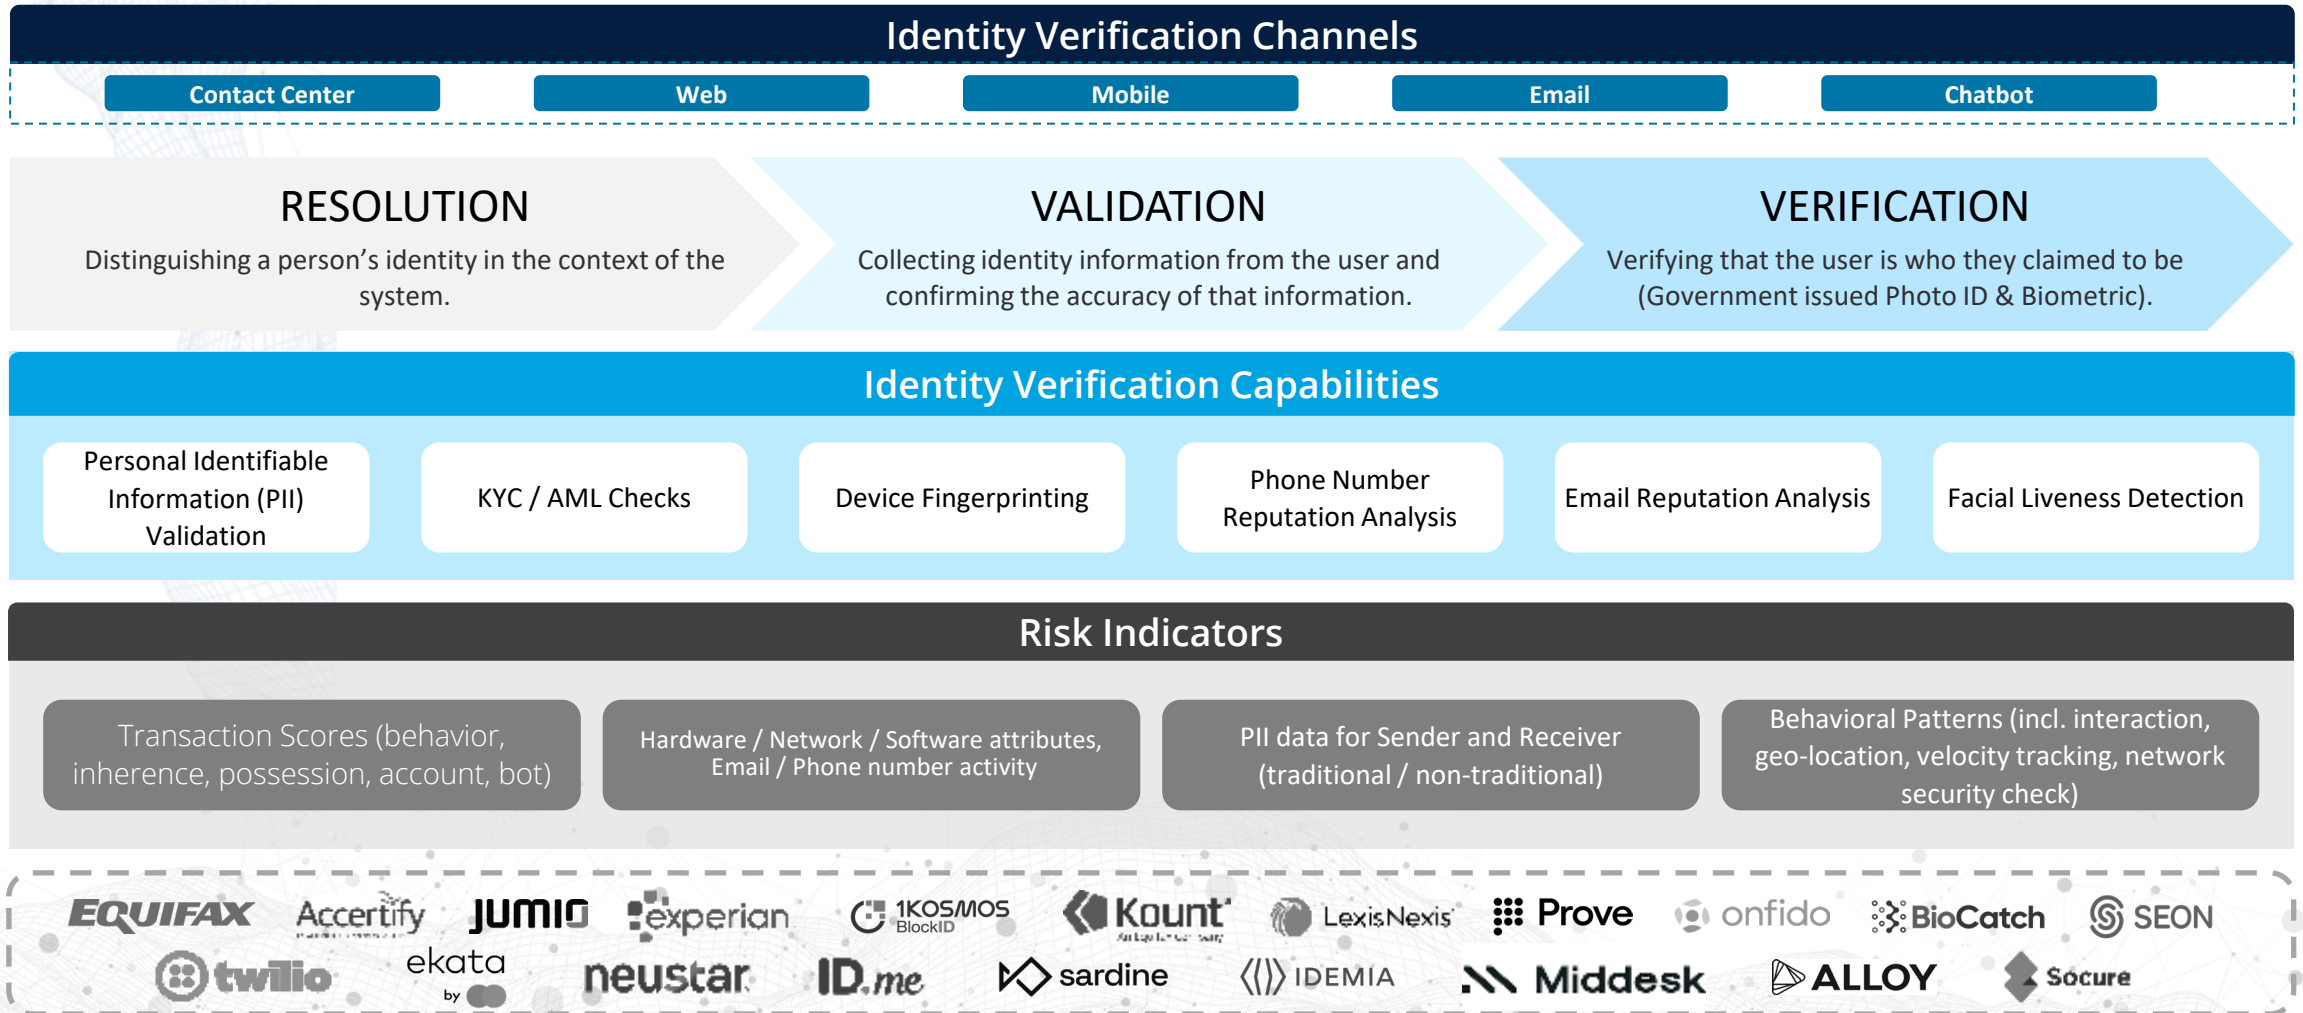 Identity Verification Channels
Contact Center
Web
Mobile
Email
Chatbot
RESOLUTION
Distinguishing a person’s identity in the context of the
system.
VALIDATION
Collecting identity information from the user and
confirming the accuracy of that information.
VERIFICATION
Verifying that the user is who they claimed to be
(Government issued Photo ID & Biometric).
Identity Verification Capabilities
Personal Identifiable
Information (PII)
Validation
KYC / AML Checks
Device Fingerprinting
Phone Number
Reputation Analysis
Email Reputation Analysis
Facial Liveness Detection
Risk Indicators
Transaction Scores (behavior,
inherence, possession, account, bot)
Hardware / Network / Software attributes,
Email / Phone number activity
PII data for Sender and Receiver
(traditional / non-traditional)
Behavioral Patterns (incl. interaction,
geo-location, velocity tracking, network
security check)
EQUIFAX
Accertify
JUMIO
experian
1KOSMOS
BlockID
Kount
An Equifax Company
LexisNexis
Prove
onfido
BioCatch
SEON
twilio
ekata
by
neustar
ID.me
sardine
IDEMIA
Middesk
ALLOY
Socure